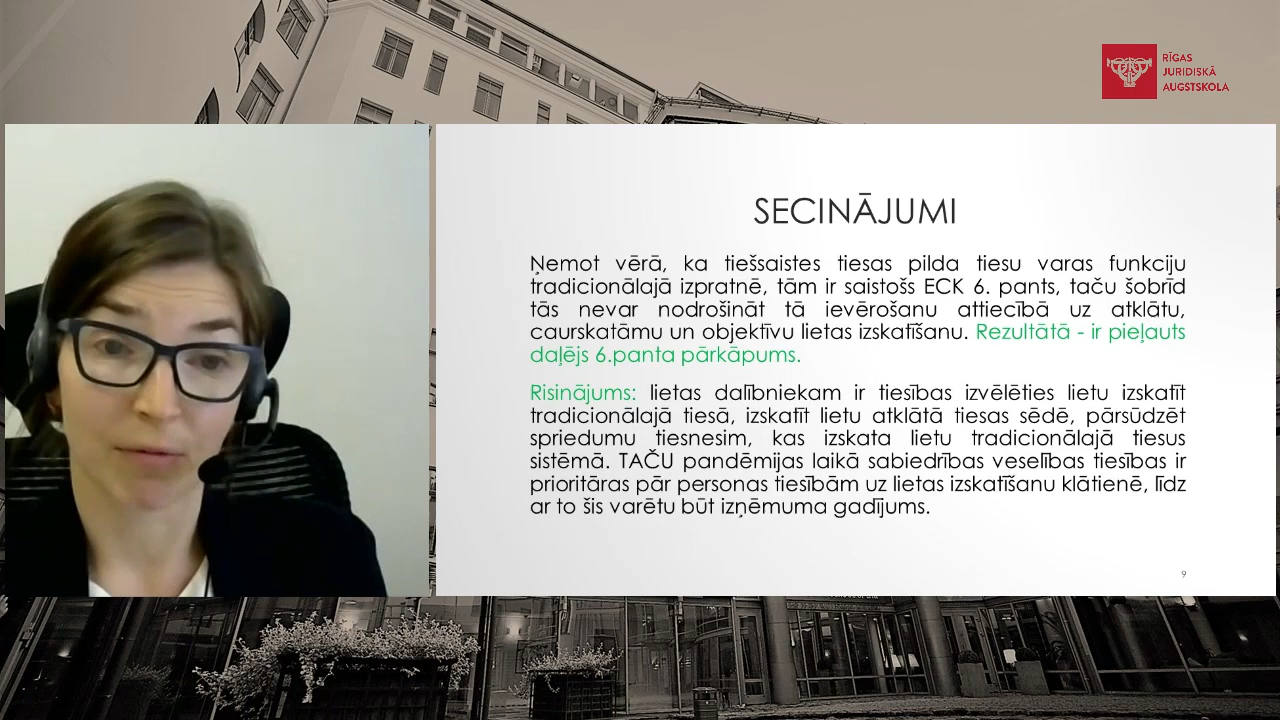 RĪGAS
JURIDISKĀ
AUGSTSKOLA
SECINĀJUMI
Ņemot vērā, ka tiešsaistes tiesas pilda tiesu varas funkciju
tradicionālajā izpratnē, tām ir saistošs ECK 6. pants, taču šobrīd
tās nevar nodrošināt tā ievērošanu attiecībā uz atklātu,
caurskatāmu un objektīvu lietas izskatīšanu. Rezultātā - ir pieļauts
daļējs 6.panta pārkāpums.
Risinājums: lietas dalībniekam ir tiesības izvēlēties lietu izskatīt
tradicionālajā tiesā, izskatīt lietu atklātā tiesas sēdē, pārsūdzēt
spriedumu tiesnesim, kas izskata lietu tradicionālajā tiesus
sistēmā. TAČU pandēmijas laikā sabiedrības veselības tiesības ir
prioritāras pār personas tiesībām uz lietas izskatīšanu klātienē, līdz
ar to šis varētu būt izņēmuma gadījums.
9